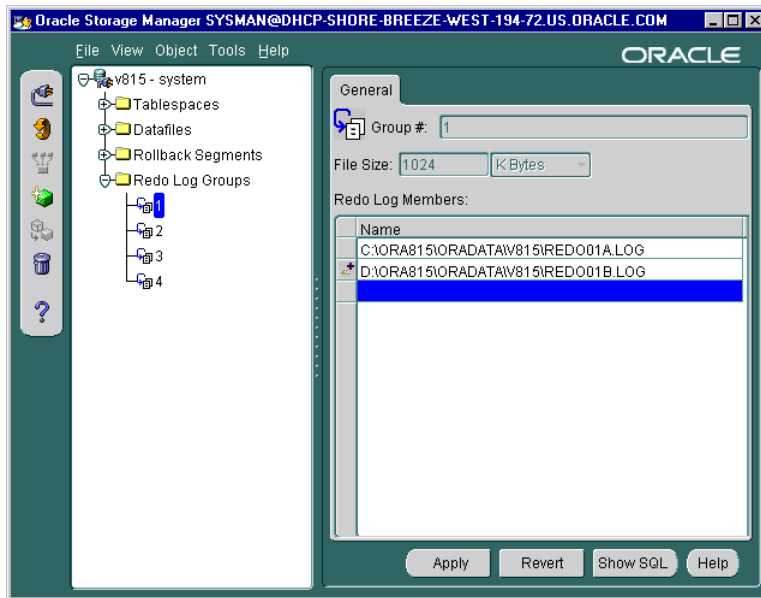 Oracle Storage Manager SYSMAN@DHCP-SHORE-BREEZE-WEST-194-72.US.ORACLE.COM
File View Object Tools Help
ORACLE
v815 - system
Tablespaces
Datafiles
Rollback Segments
Redo Log Groups
1
2
3
4
General
Group #: 1
File Size: 1024 K Bytes
Redo Log Members:
Name
C:\ORA815\ORADATA\V815\REDO01A.LOG
D:\ORA815\ORADATA\V815\REDO01B.LOG
Apply Revert Show SQL Help